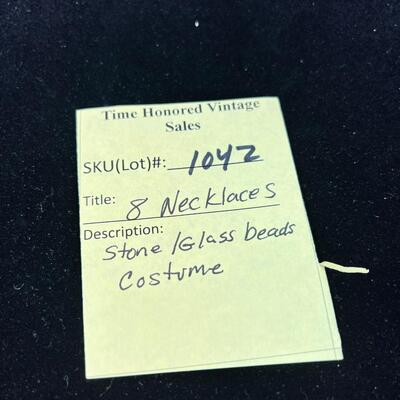 Time Honored Vintage
Sales
SKU(Lot)#: 1042
Title: 8 Necklaces
Description:
Stone/Glass beads
Costume